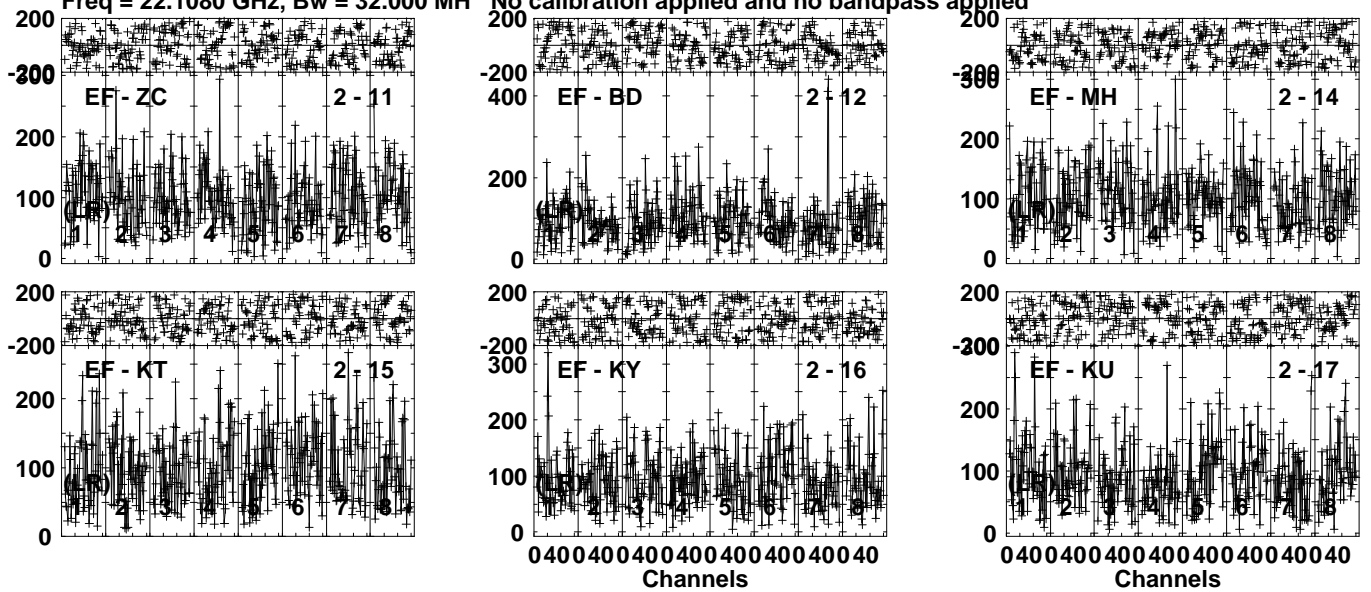 Freq = 22.1080 GHz, Bw = 32.000 MH No calibration applied and no bandpass applied
200 200 200
-200 -200 -200
300 300
EF - ZC 2 - 11 EF - BD 2 - 12 EF - MH 2 - 14
400
200 200 200
100 100
(LR) (LR) (LR)
1 2 3 4 5 6 7 8 1 2 3 4 5 6 7 8 1 2 3 4 5 6 7 8
0 0 0
200 200 200
-200 -200 -200
300 300
EF - KT 2 - 15 EF - KY 2 - 16 EF - KU 2 - 17
200 200 200
100 100 100
(LR) (LR) (LR)
1 2 3 4 5 6 7 8 1 2 3 4 5 6 7 8 1 2 3 4 5 6 7 8
0 0 0
0 40 0 40 0 40 0 40 0 40 0 40 0 40 0 40 0 40 0 40 0 40 0 40 0 40 0 40 0 40 0 40
Channels Channels